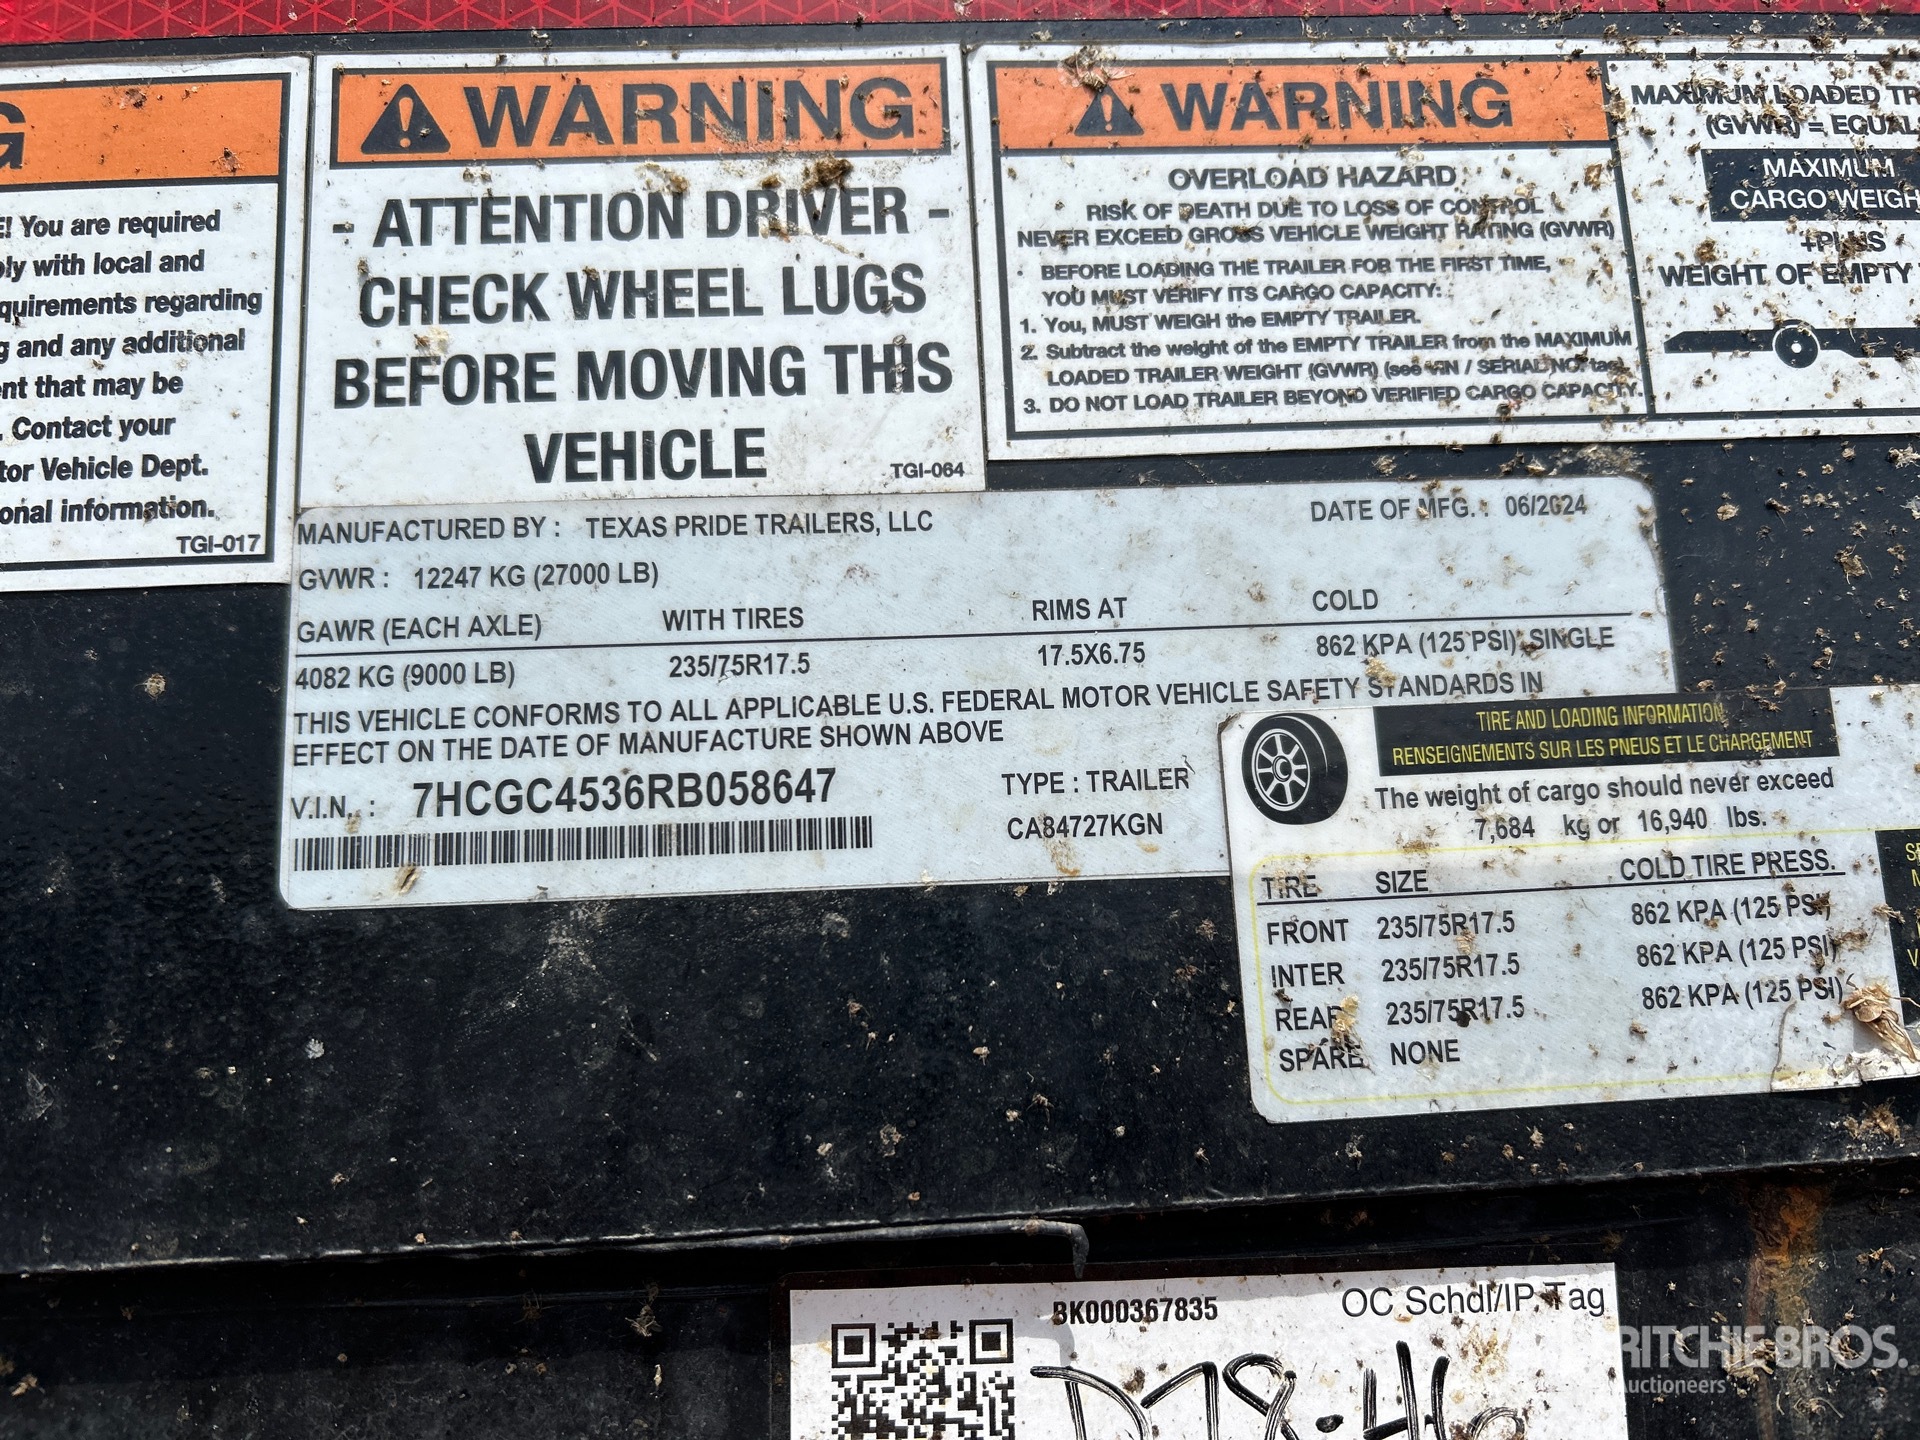 G
E! You are required
ply with local and
quirements regarding
g and any additional
ent that may be
. Contact your
tor Vehicle Dept.
onal information.
TGI-017
WARNING
- ATTENTION DRIVER -
CHECK WHEEL LUGS
BEFORE MOVING THIS
VEHICLE
TGI-064
WARNING
OVERLOAD HAZARD
RISK OF DEATH DUE TO LOSS OF CONTROL
NEVER EXCEED GROSS VEHICLE WEIGHT RATING (GVWR)
· BEFORE LOADING THE TRAILER FOR THE FIRST TIME,
YOU MUST VERIFY ITS CARGO CAPACITY:
1. You, MUST WEIGH the EMPTY TRAILER.
2. Subtract the weight of the EMPTY TRAILER from the MAXIMUM
LOADED TRAILER WEIGHT (GVWR) (see VIN / SERIAL NO. tag).
3. DO NOT LOAD TRAILER BEYOND VERIFIED CARGO CAPACITY.
MAXIMUM LOADED TR
(GVWR) = EQUAL
MAXIMUM
CARGO WEIGH
+PLUS
WEIGHT OF EMPTY
MANUFACTURED BY : TEXAS PRIDE TRAILERS, LLC
DATE OF MFG. : 06/2024
GVWR : 12247 KG (27000 LB)
GAWR (EACH AXLE) WITH TIRES RIMS AT COLD
4082 KG (9000 LB) 235/75R17.5 17.5X6.75 862 KPA (125 PSI) SINGLE
THIS VEHICLE CONFORMS TO ALL APPLICABLE U.S. FEDERAL MOTOR VEHICLE SAFETY STANDARDS IN
EFFECT ON THE DATE OF MANUFACTURE SHOWN ABOVE
V.I.N. : 7HCGC4536RB058647
TYPE : TRAILER
CA84727KGN
TIRE AND LOADING INFORMATION
RENSEIGNEMENTS SUR LES PNEUS ET LE CHARGEMENT
The weight of cargo should never exceed
7,684 kg or 16,940 lbs.
TIRE SIZE COLD TIRE PRESS.
FRONT 235/75R17.5 862 KPA (125 PSI)
INTER 235/75R17.5 862 KPA (125 PSI)
REAR 235/75R17.5 862 KPA (125 PSI)
SPARE NONE
BK000367835
OC Schdl/IP Tag
D78-46
RITCHIE BROS.
Auctioneers